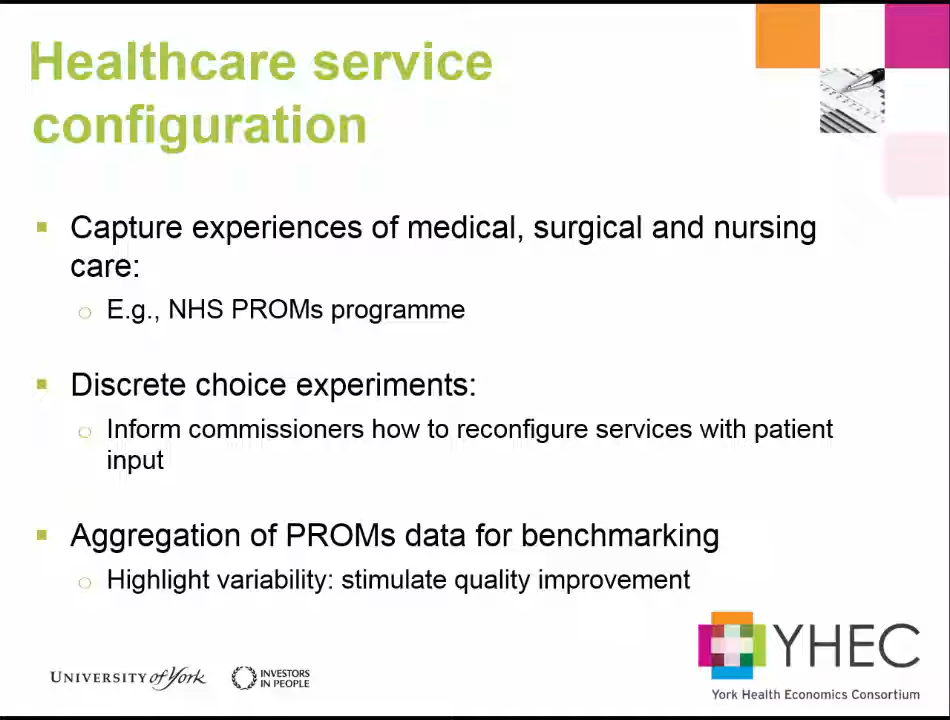 Healthcare service
configuration
Capture experiences of medical, surgical and nursing
care:
E.g., NHS PROMs programme
Discrete choice experiments:
Inform commissioners how to reconfigure services with patient
input
Aggregation of PROMs data for benchmarking
Highlight variability: stimulate quality improvement
UNIVERSITY of York
INVESTORS
IN PEOPLE
YHEC
York Health Economics Consortium